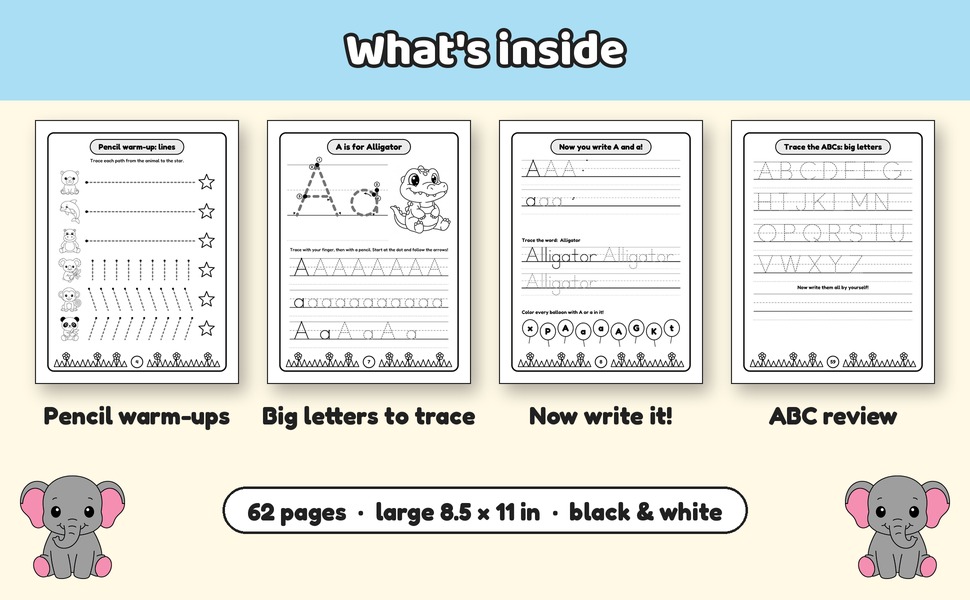 What's inside
Pencil warm-up: lines
Trace each path from the animal to the star.
4
A is for Alligator
A a
Trace with your finger, then with a pencil. Start at the dot and follow the arrows!
A A A A A A A A
a a a a a a a a a a a
A a A a A a
7
Now you write A and a!
A A A
a a a
Trace the word: Alligator
Alligator Alligator
Alligator
Color every balloon with A or a in it!
x P A a a A G K t
8
Trace the ABCs: big letters
A B C D E F G
H I J K L M N
O P Q R S T U
V W X Y Z
Now write them all by yourself!
59
Pencil warm-ups
Big letters to trace
Now write it!
ABC review
62 pages · large 8.5 × 11 in · black & white